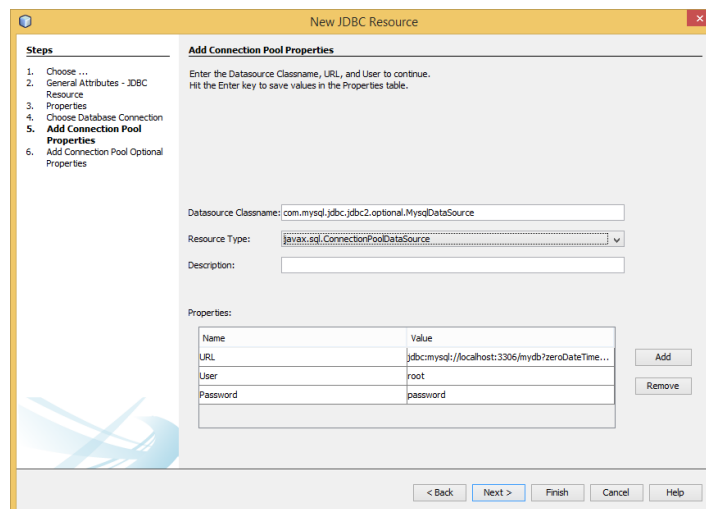 New JDBC Resource
Steps
1. Choose ...
2. General Attributes - JDBC
Resource
3. Properties
4. Choose Database Connection
5. Add Connection Pool
Properties
6. Add Connection Pool Optional
Properties
Add Connection Pool Properties
Enter the Datasource Classname, URL, and User to continue.
Hit the Enter key to save values in the Properties table.
Datasource Classname: com.mysql.jdbc.jdbc2.optional.MysqlDataSource
Resource Type: javax.sql.ConnectionPoolDataSource
Description:
Properties:
Name Value
URL jdbc:mysql://localhost:3306/mydb?zeroDateTime...
User root
Password password
Add
Remove
< Back Next > Finish Cancel Help